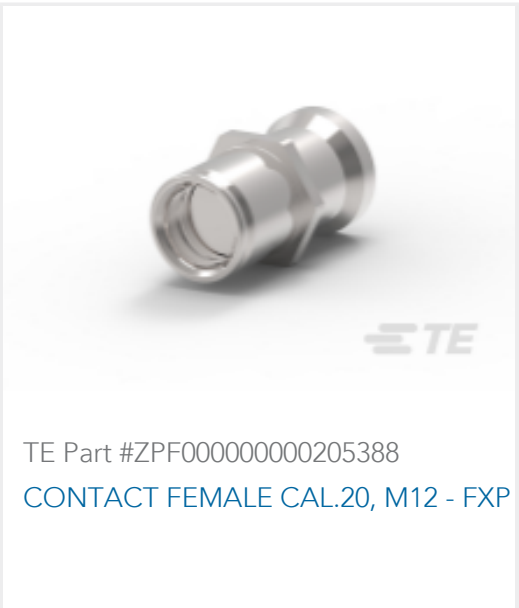 TE
TE Part #ZPF000000000205388
CONTACT FEMALE CAL.20, M12 - FXP